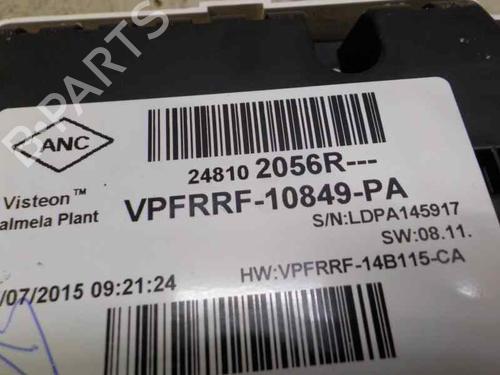 ANC
24810 2056R---
Visteon™
VPFRRF-10849-PA
almela Plant
S/N:LDPA145917
SW:08.11.
HW:VPFRRF-14B115-CA
/07/2015 09:21:24